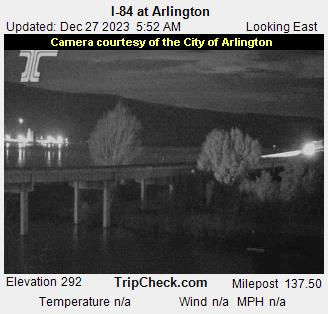 I-84 at Arlington
Updated: Dec 27 2023 5:52 AM Looking East
Camera courtesy of the City of Arlington
Elevation 292 TripCheck.com Milepost 137.50
Temperature n/a Wind n/a MPH n/a